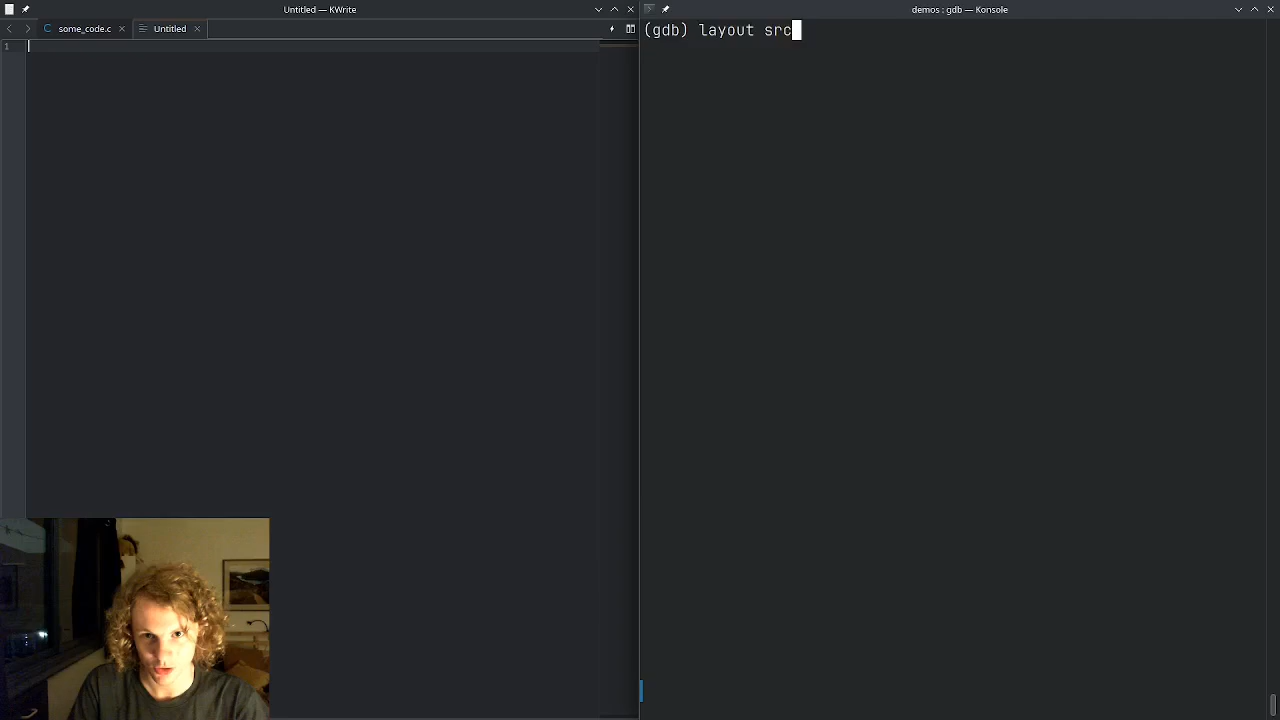 Untitled — KWrite
some_code.c
Untitled
1
demos : gdb — Konsole
(gdb) layout src